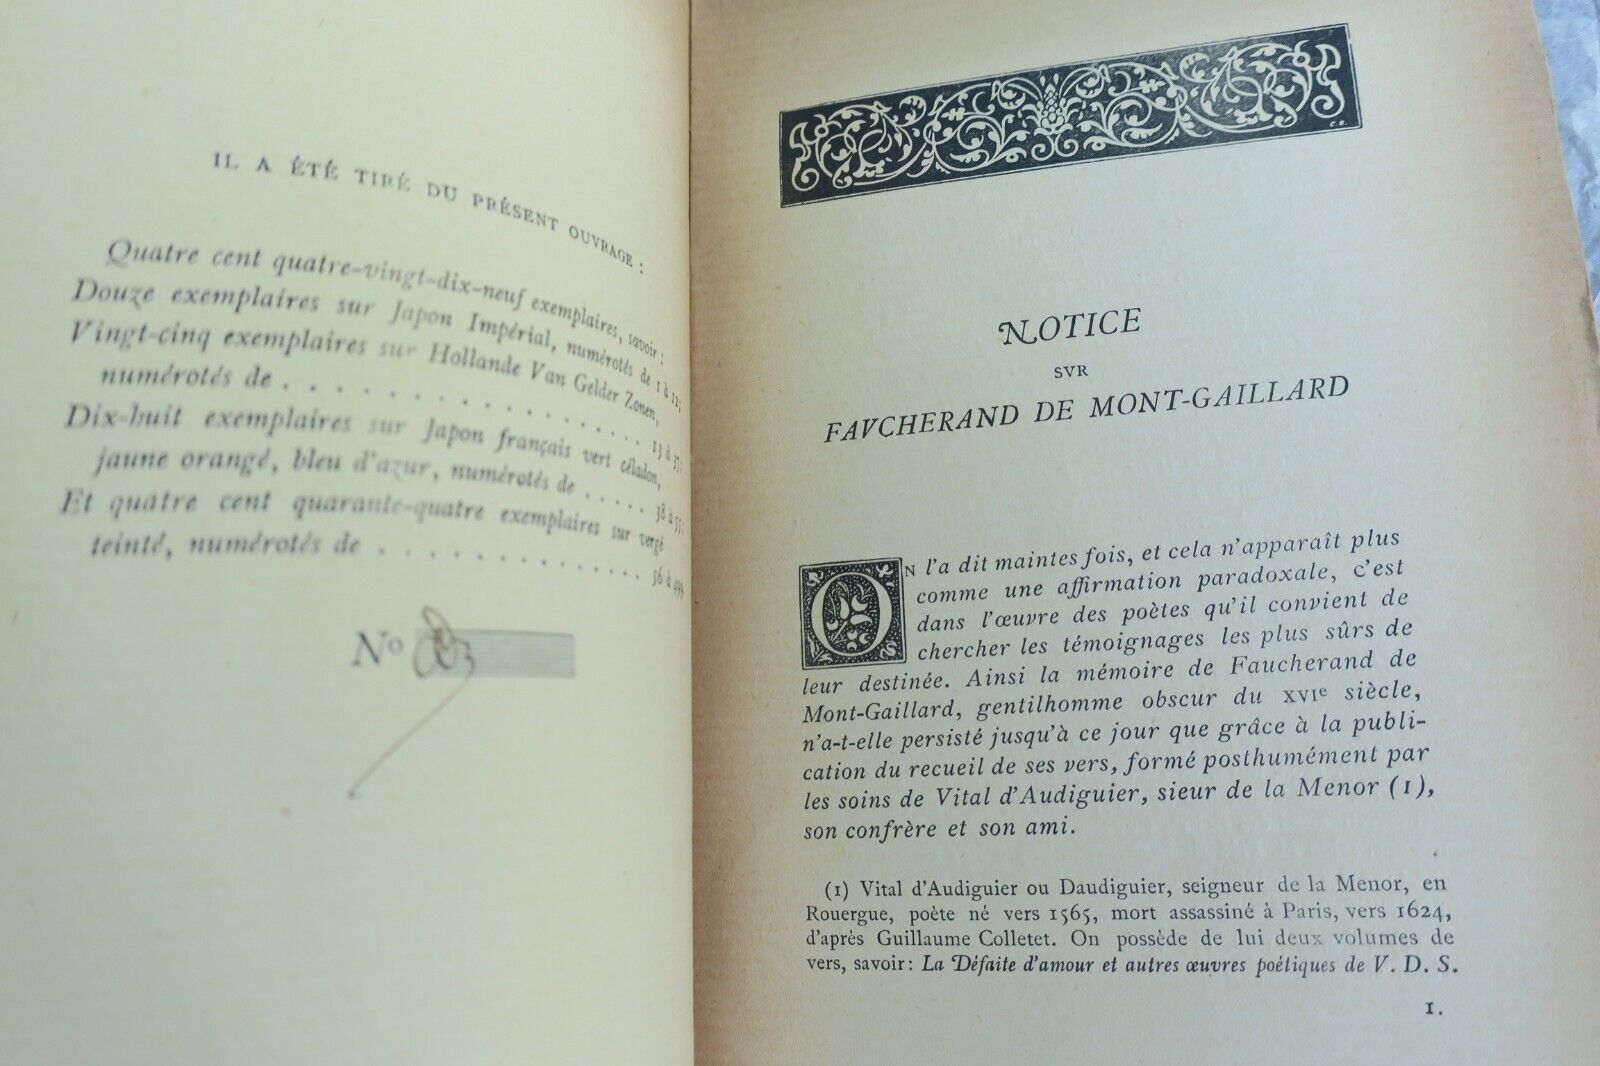 IL A ÉTÉ TIRÉ DU PRÉSENT OUVRAGE :
Quatre cent quatre-vingt-dix-neuf exemplaires, savoir :
Douze exemplaires sur Japon Impérial, numérotés de 1 à 12;
Vingt-cinq exemplaires sur Hollande Van Gelder Zonen,
numérotés de . . . . . . . . . . . . . . . . 13 à 37;
Dix-huit exemplaires sur Japon français vert céladon,
jaune orangé, bleu d'azur, numérotés de . . . . . 38 à 55;
Et quatre cent quarante-quatre exemplaires sur vergé
teinté, numérotés de . . . . . . . . . . . . . 56 à 499
No
NOTICE
SVR
FAVCHERAND DE MONT-GAILLARD
ON l'a dit maintes fois, et cela n'apparaît plus
comme une affirmation paradoxale, c'est
dans l'œuvre des poètes qu'il convient de
chercher les témoignages les plus sûrs de
leur destinée. Ainsi la mémoire de Faucherand de
Mont-Gaillard, gentilhomme obscur du XVIe siècle,
n'a-t-elle persisté jusqu'à ce jour que grâce à la publi-
cation du recueil de ses vers, formé posthumément par
les soins de Vital d'Audiguier, sieur de la Menor (1),
son confrère et son ami.
(1) Vital d'Audiguier ou Daudiguier, seigneur de la Menor, en
Rouergue, poète né vers 1565, mort assassiné à Paris, vers 1624,
d'après Guillaume Colletet. On possède de lui deux volumes de
vers, savoir: La Défaite d'amour et autres œuvres poétiques de V. D. S.
1.